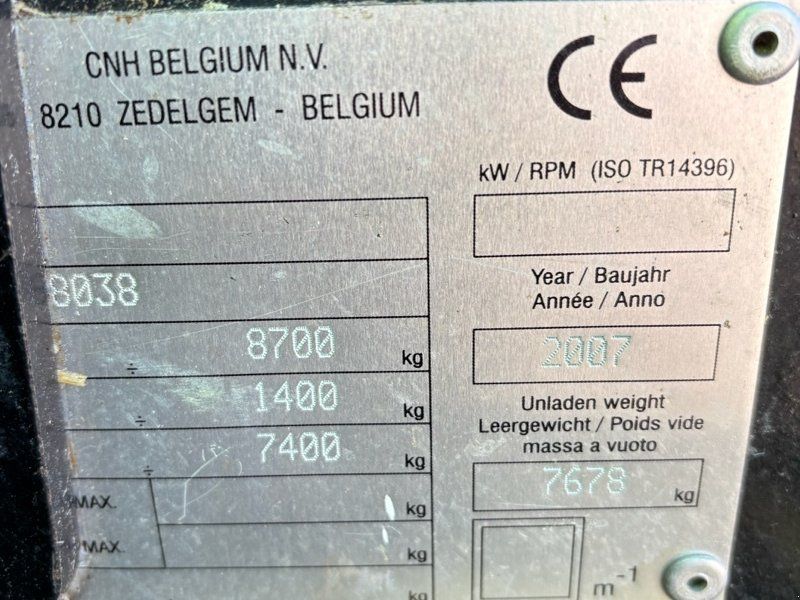 CNH BELGIUM N.V.
8210 ZEDELGEM - BELGIUM
CE
kW / RPM (ISO TR14396)
8038
Year / Baujahr
Année / Anno
÷ 8700 kg
2007
÷ 1400 kg
Unladen weight
Leergewicht / Poids vide
massa a vuoto
÷ 7400 kg
7678 kg
MAX. kg
MAX. kg
kg
m-1